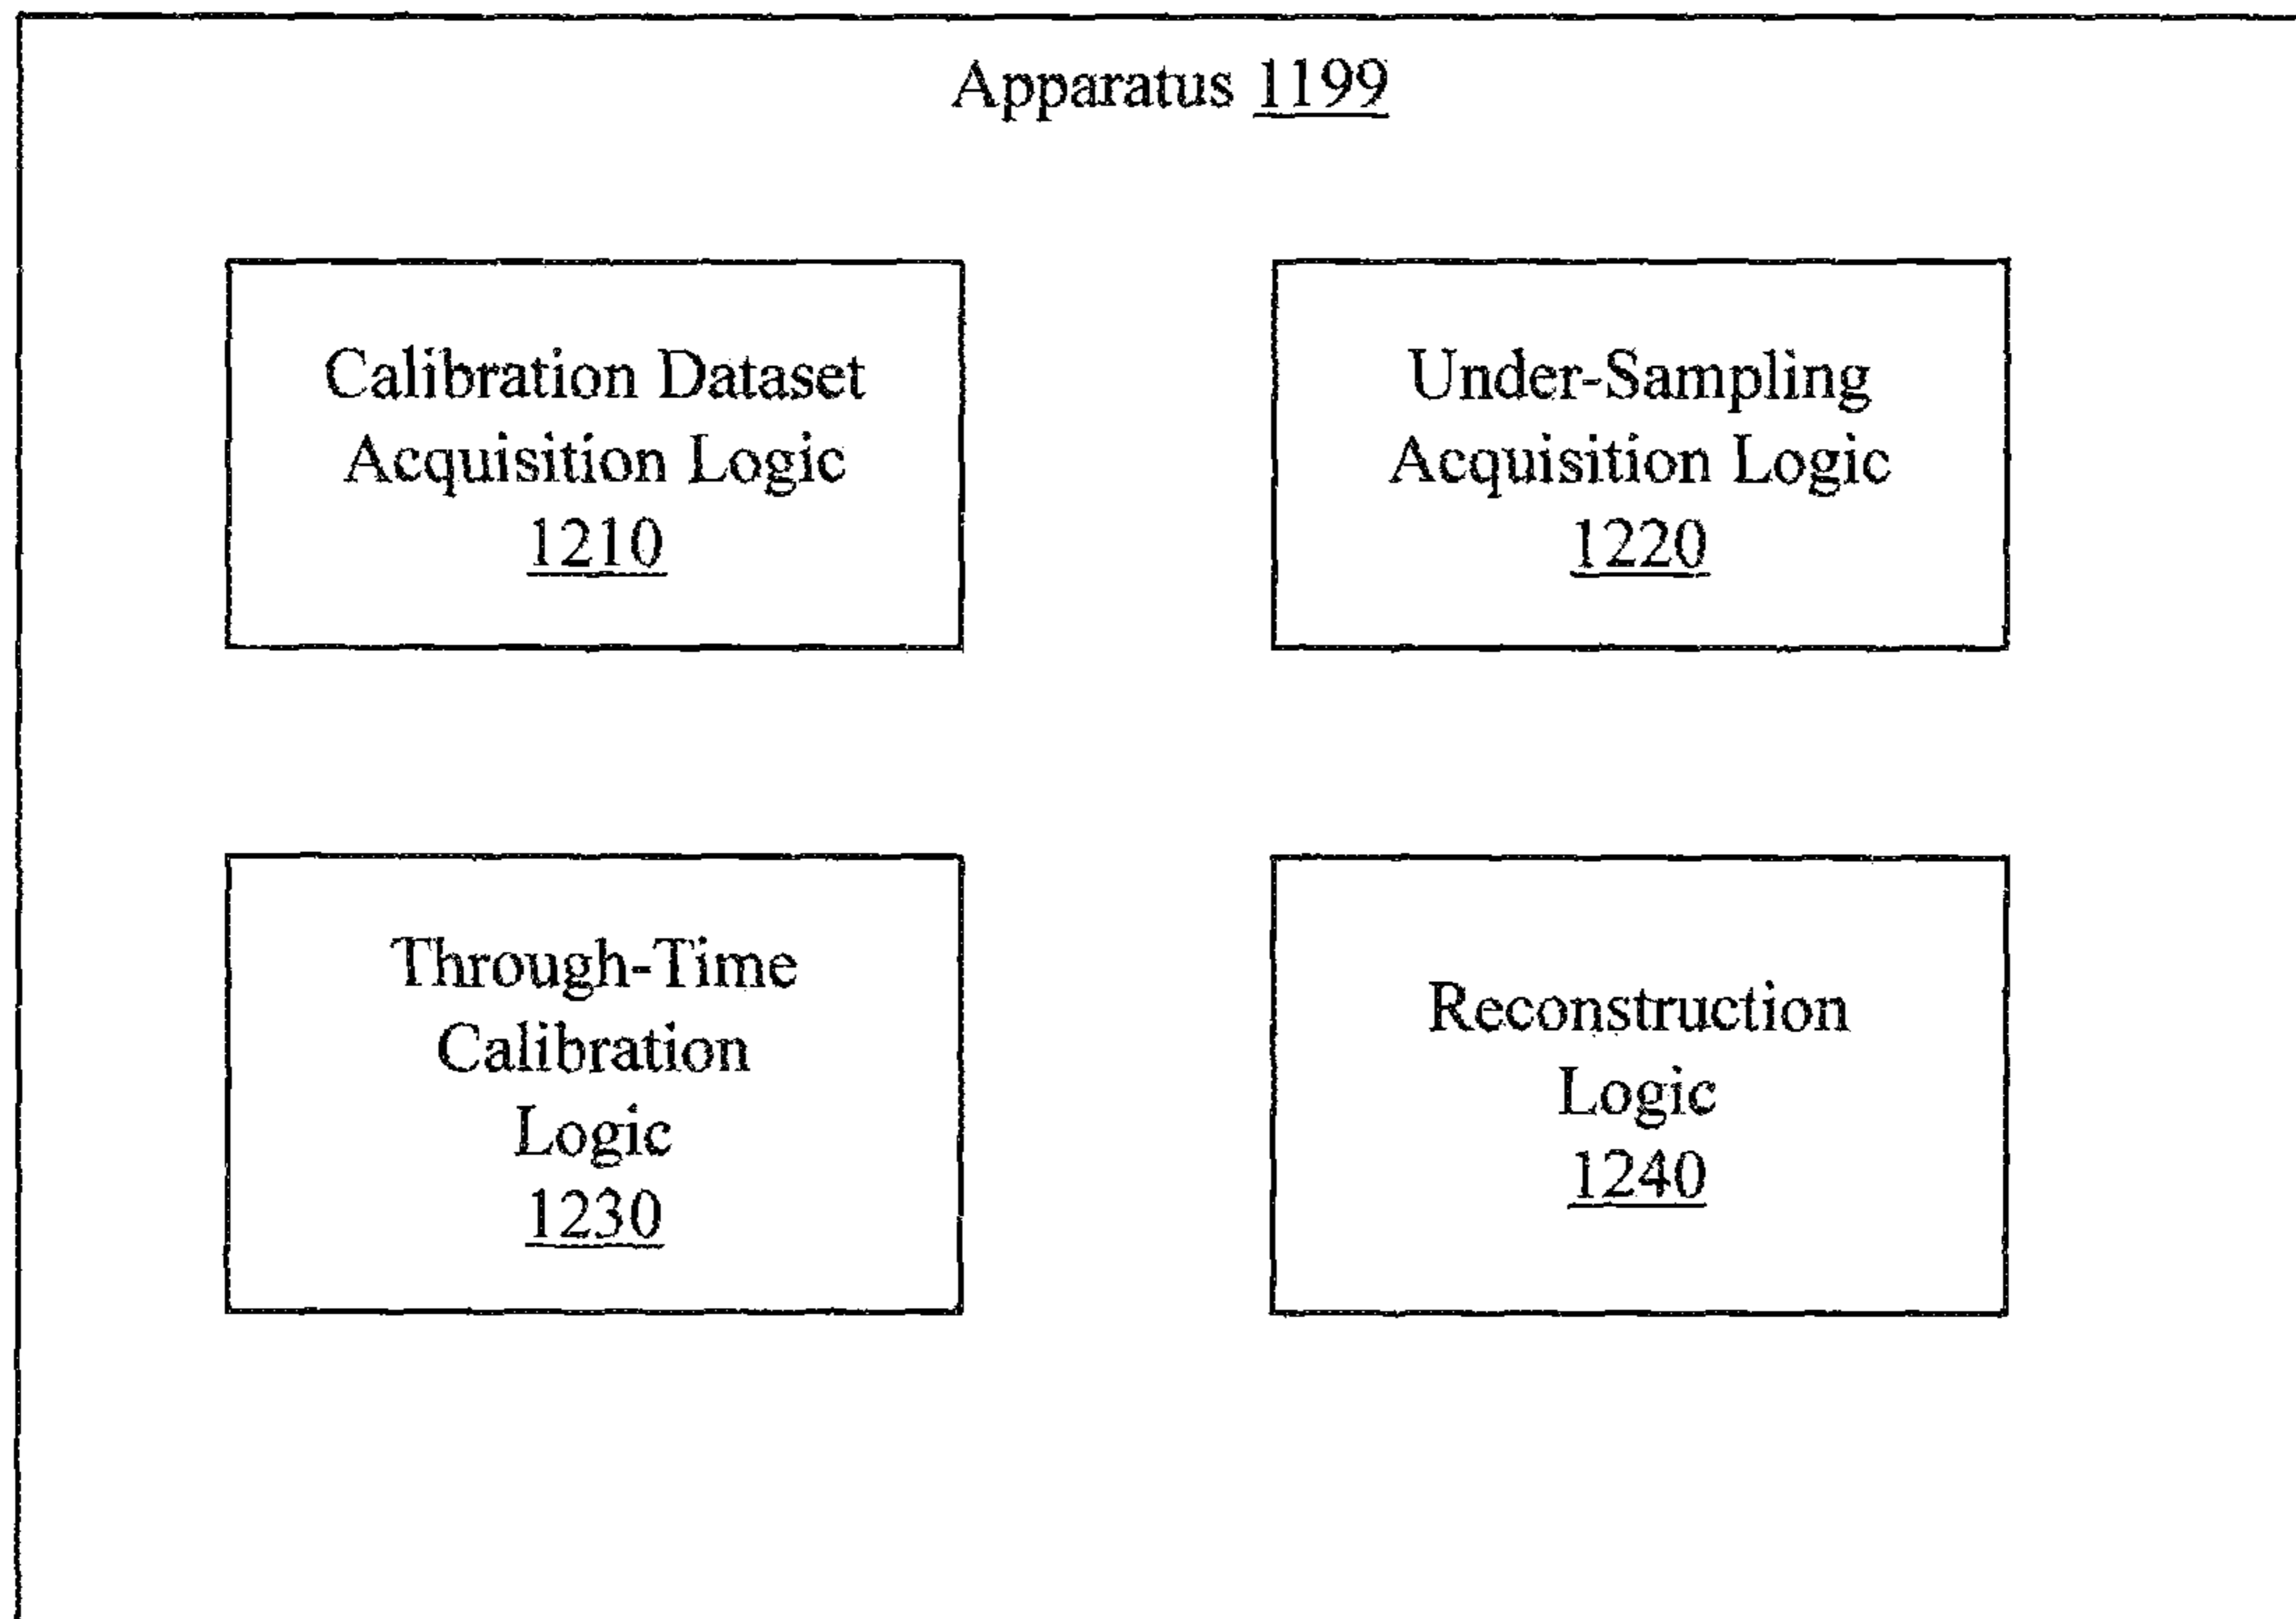 Apparatus 1199
Calibration Dataset
Acquisition Logic
1210
Under-Sampling
Acquisition Logic
1220
Through-Time
Calibration
Logic
1230
Reconstruction
Logic
1240